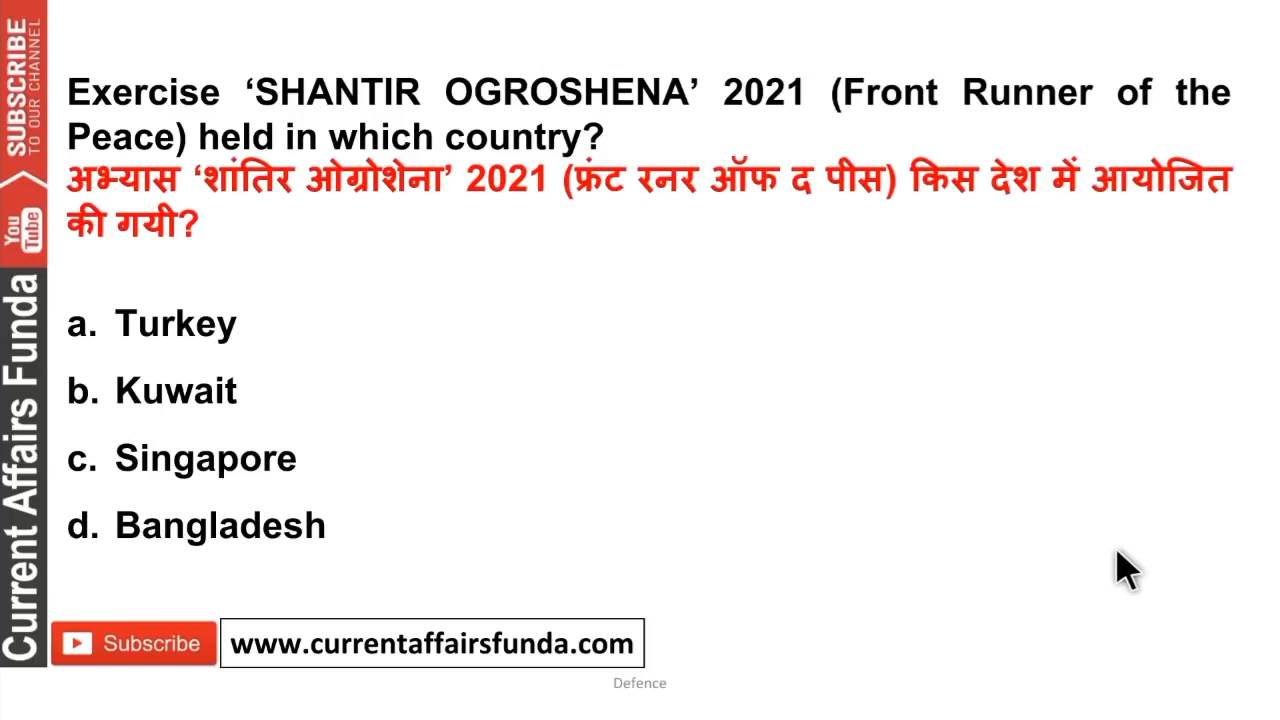 Exercise ‘SHANTIR OGROSHENA’ 2021 (Front Runner of the
Peace) held in which country?
अभ्यास ‘शांतिर ओग्रोशेना’ 2021 (फ्रंट रनर ऑफ द पीस) किस देश में आयोजित
की गयी?
a. Turkey
b. Kuwait
c. Singapore
d. Bangladesh
SUBSCRIBE
TO OUR CHANNEL
You
Tube
Current Affairs Funda
Subscribe
www.currentaffairsfunda.com
Defence